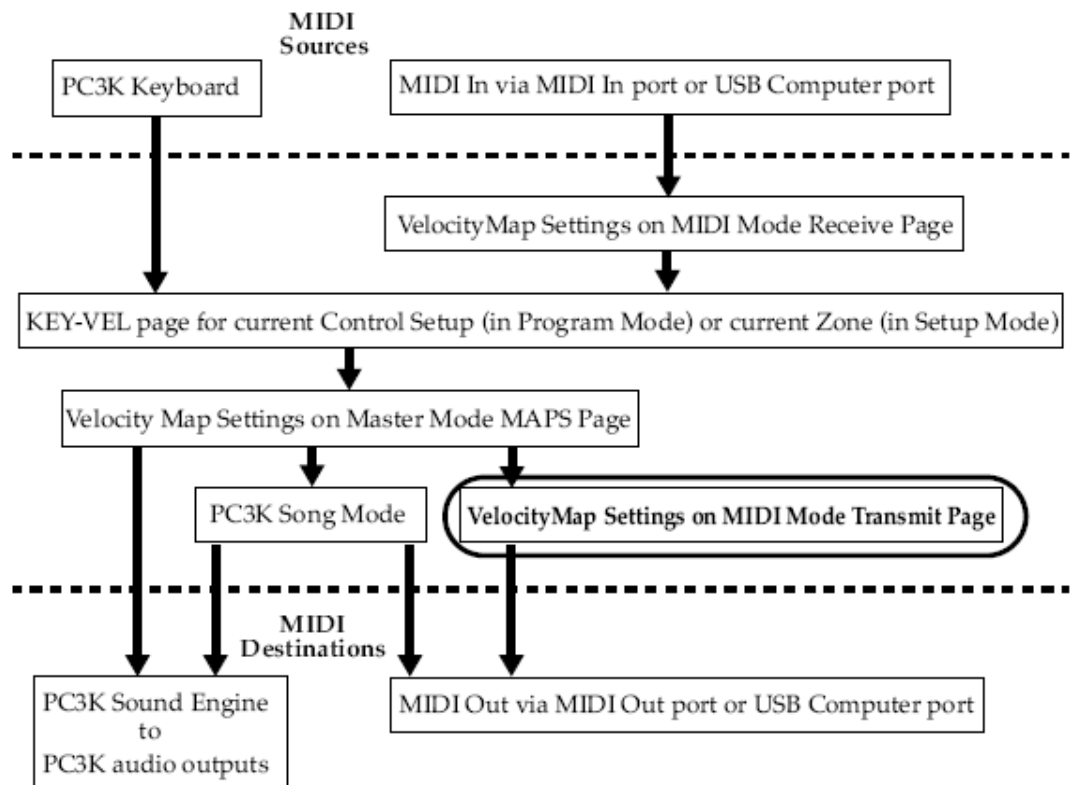 MIDI
Sources
PC3K Keyboard
MIDI In via MIDI In port or USB Computer port
VelocityMap Settings on MIDI Mode Receive Page
KEY-VEL page for current Control Setup (in Program Mode) or current Zone (in Setup Mode)
Velocity Map Settings on Master Mode MAPS Page
PC3K Song Mode
VelocityMap Settings on MIDI Mode Transmit Page
MIDI
Destinations
PC3K Sound Engine
to
PC3K audio outputs
MIDI Out via MIDI Out port or USB Computer port